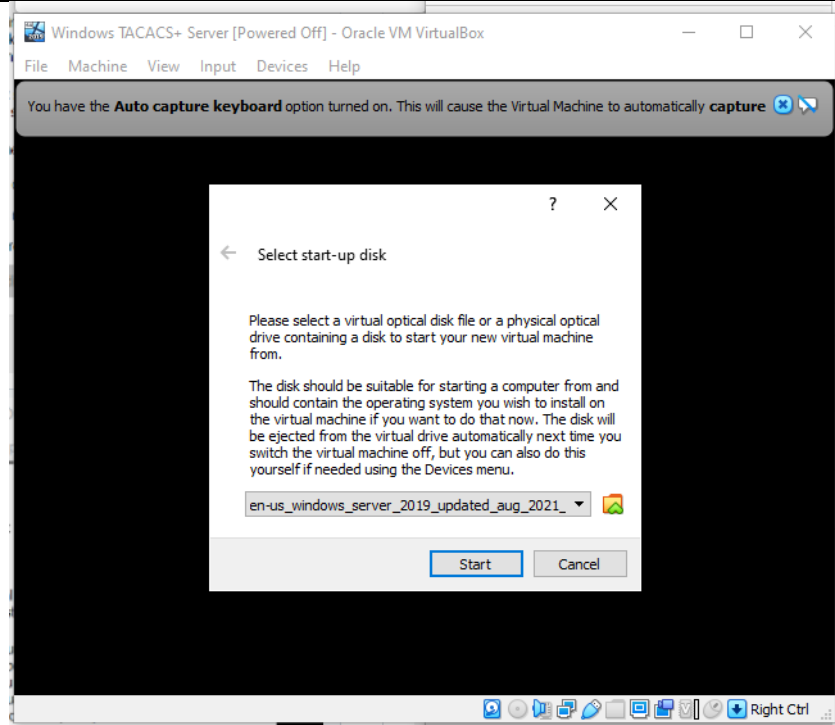 Windows TACACS+ Server [Powered Off] - Oracle VM VirtualBox
File Machine View Input Devices Help
You have the Auto capture keyboard option turned on. This will cause the Virtual Machine to automatically capture
?
Select start-up disk
Please select a virtual optical disk file or a physical optical
drive containing a disk to start your new virtual machine
from.
The disk should be suitable for starting a computer from and
should contain the operating system you wish to install on
the virtual machine if you want to do that now. The disk will
be ejected from the virtual drive automatically next time you
switch the virtual machine off, but you can also do this
yourself if needed using the Devices menu.
en-us_windows_server_2019_updated_aug_2021_
Start Cancel
Right Ctrl